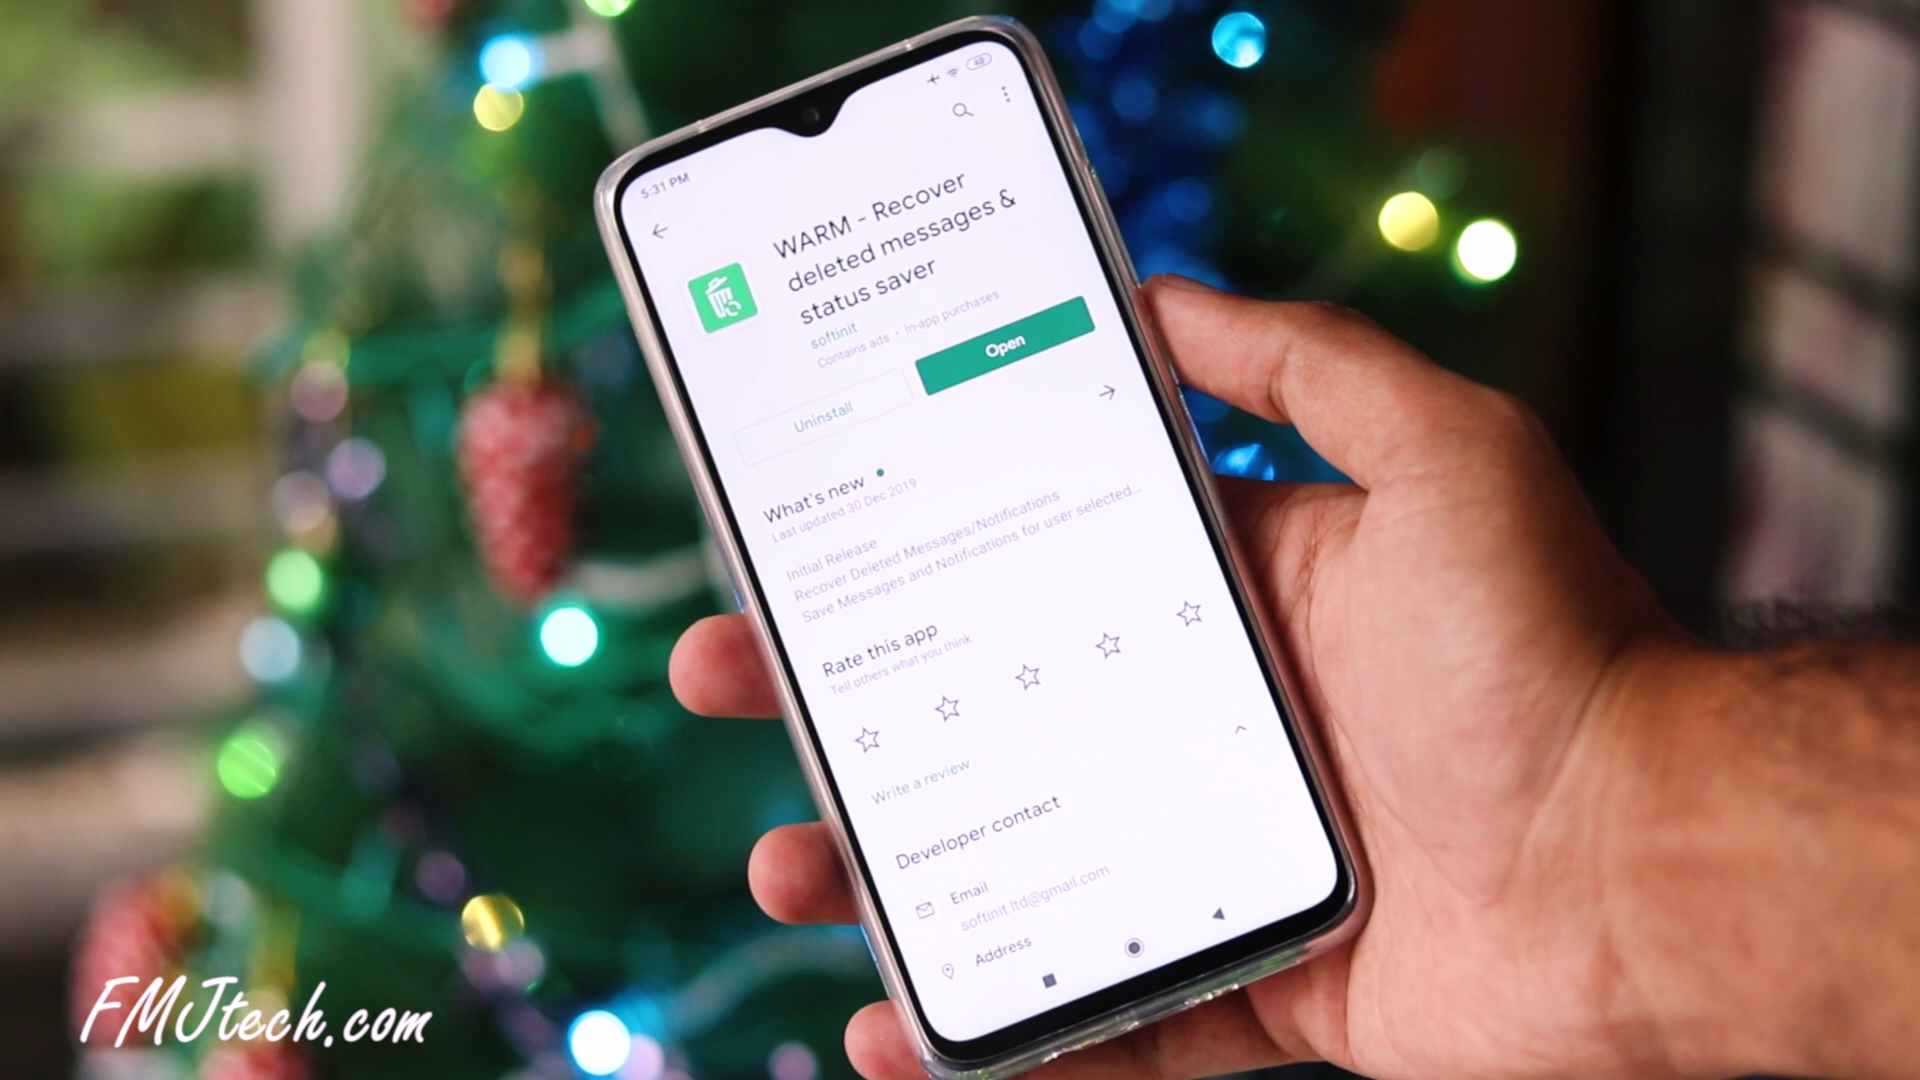 5:31 PM
49
WARM - Recover
deleted messages &
status saver
softinit
Contains ads • In-app purchases
Uninstall
Open
What's new
Last updated 30 Dec 2019
Initial Release
Recover Deleted Messages/Notifications
Save Messages and Notifications for user selected...
Rate this app
Tell others what you think
Write a review
Developer contact
Email
softinit.ltd@gmail.com
Address
FMJtech.com